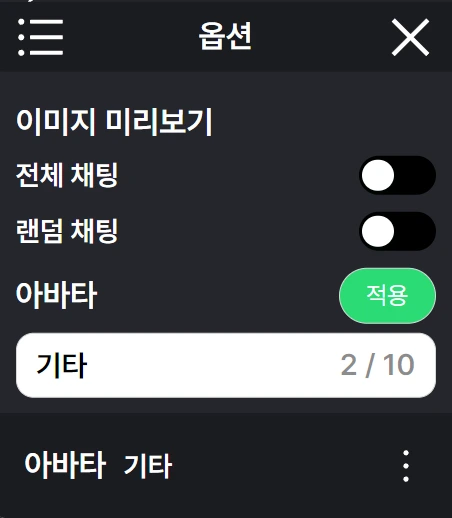 옵션
이미지 미리보기
전체 채팅
랜덤 채팅
아바타 적용
기타 2 / 10
아바타 기타